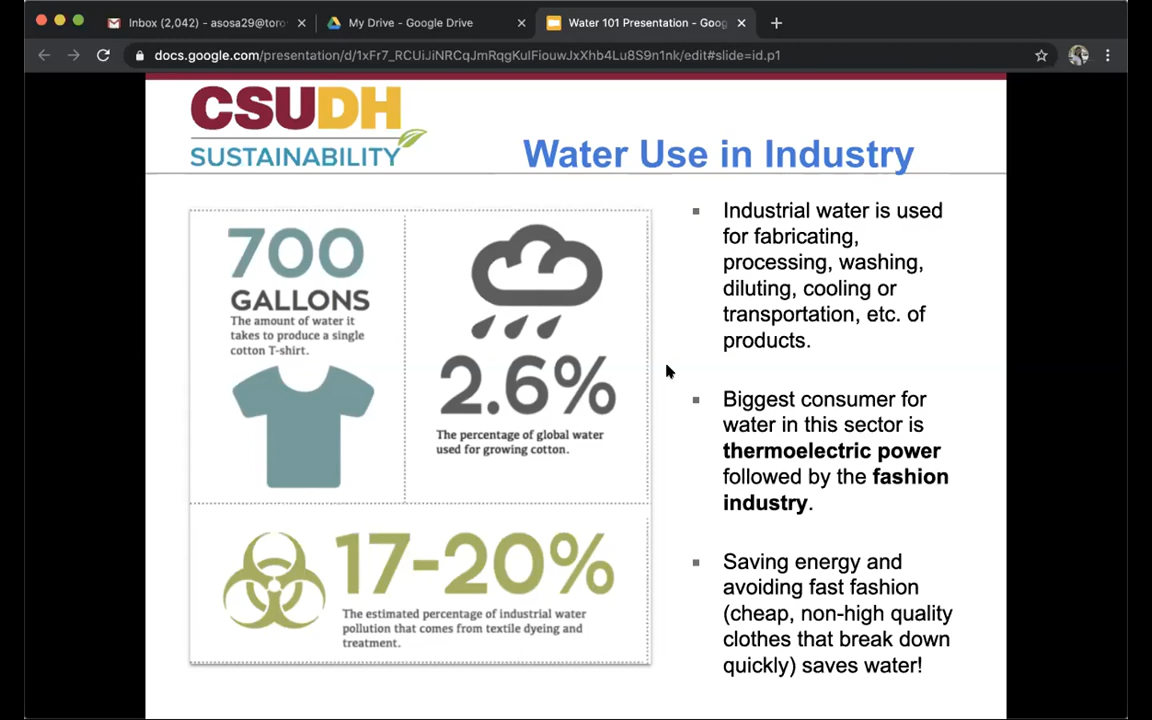 Inbox (2,042) - asosa29@toro
My Drive - Google Drive
Water 101 Presentation - Goog
docs.google.com/presentation/d/1xFr7_RCUiJiNRCqJmRqgKulFiouwJxXhb4Lu8S9n1nk/edit#slide=id.p1
CSUDH
SUSTAINABILITY
Water Use in Industry
700
GALLONS
The amount of water it
takes to produce a single
cotton T-shirt.
2.6%
The percentage of global water
used for growing cotton.
17-20%
The estimated percentage of industrial water
pollution that comes from textile dyeing and
treatment.
Industrial water is used
for fabricating,
processing, washing,
diluting, cooling or
transportation, etc. of
products.
Biggest consumer for
water in this sector is
thermoelectric power
followed by the fashion
industry.
Saving energy and
avoiding fast fashion
(cheap, non-high quality
clothes that break down
quickly) saves water!